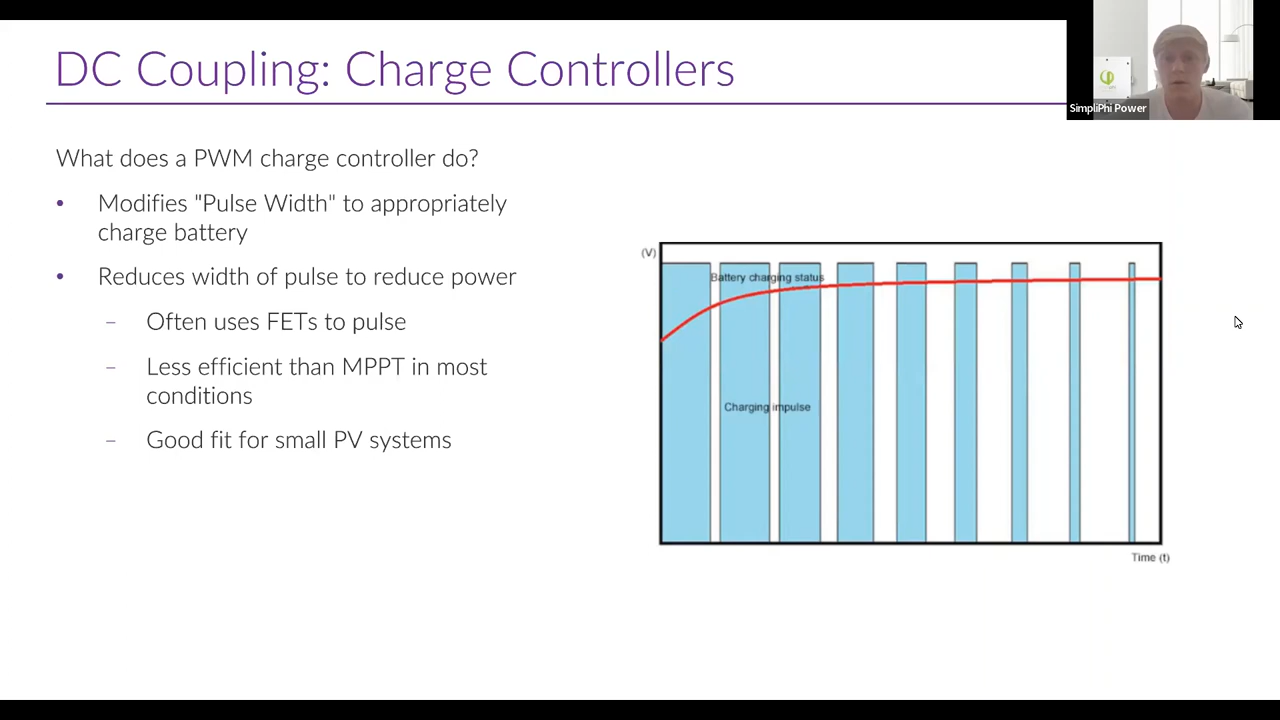 DC Coupling: Charge Controllers
SimpliPhi Power
What does a PWM charge controller do?
• Modifies "Pulse Width" to appropriately
charge battery
• Reduces width of pulse to reduce power
– Often uses FETs to pulse
– Less efficient than MPPT in most
conditions
– Good fit for small PV systems
(V)
Battery charging status
Charging impulse
Time (t)